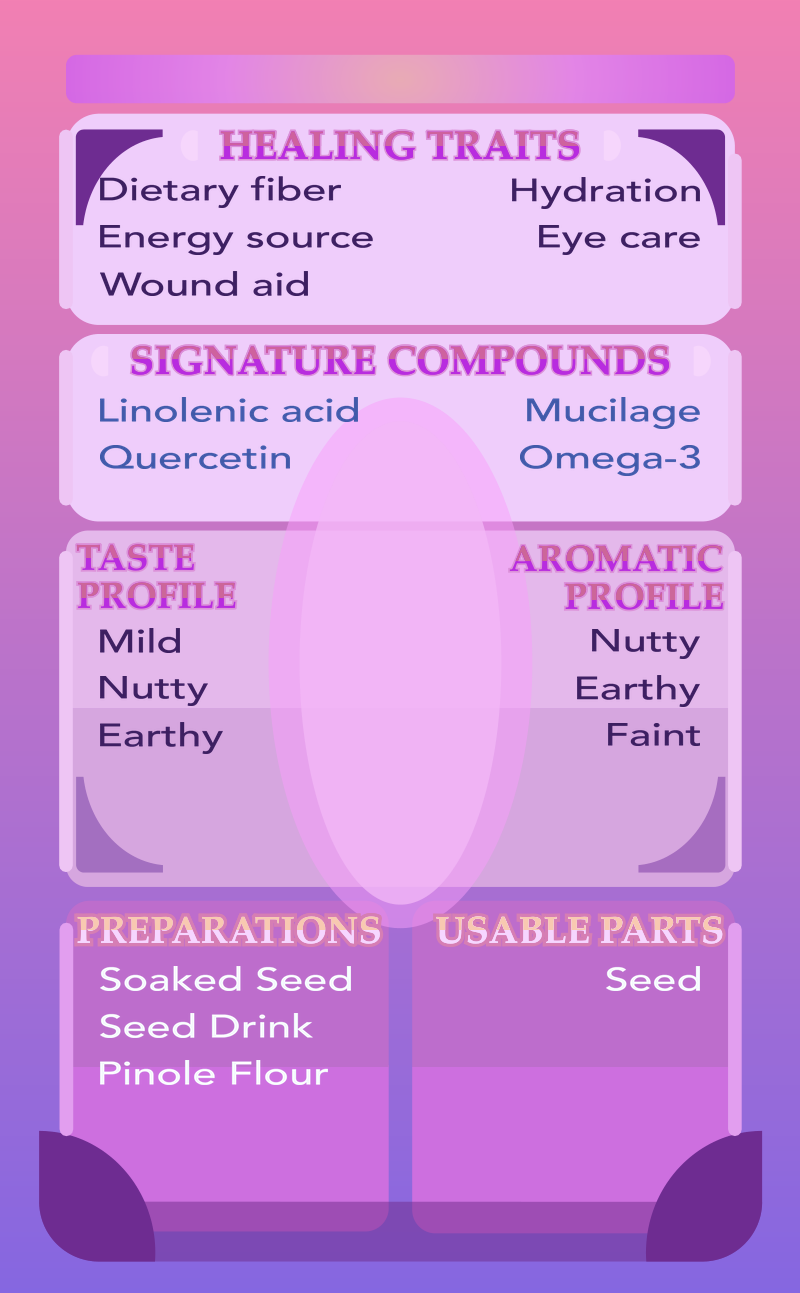 HEALING TRAITS
Dietary fiber
Energy source
Wound aid
Hydration
Eye care
SIGNATURE COMPOUNDS
Linolenic acid
Quercetin
Mucilage
Omega-3
TASTE
PROFILE
Mild
Nutty
Earthy
AROMATIC
PROFILE
Nutty
Earthy
Faint
PREPARATIONS
Soaked Seed
Seed Drink
Pinole Flour
USABLE PARTS
Seed